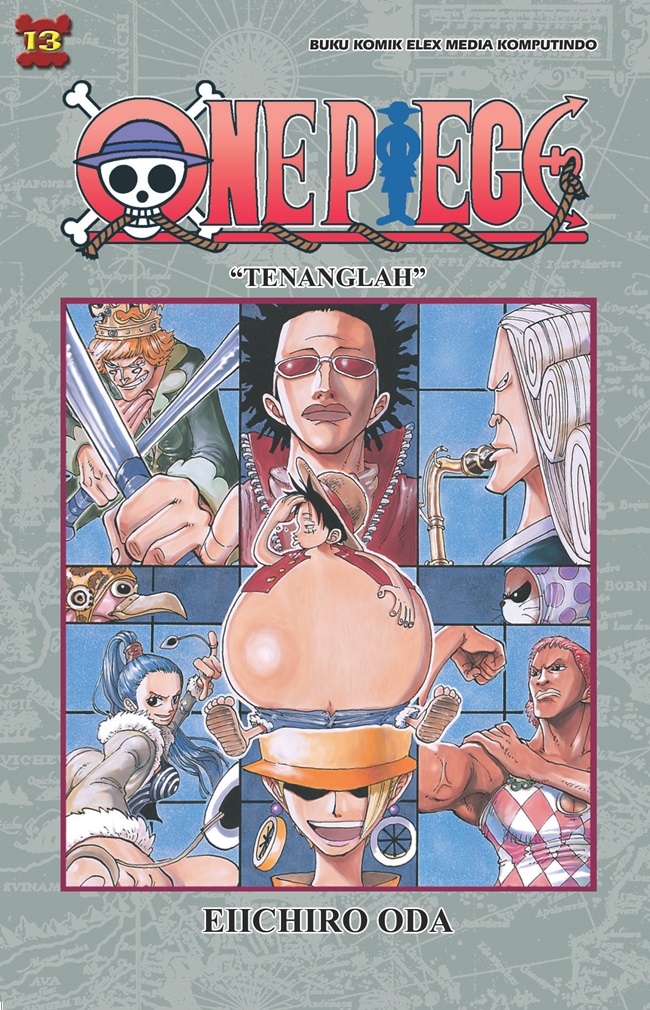 13
BUKU KOMIK ELEX MEDIA KOMPUTINDO
ONE PIECE
“TENANGLAH”
EIICHIRO ODA